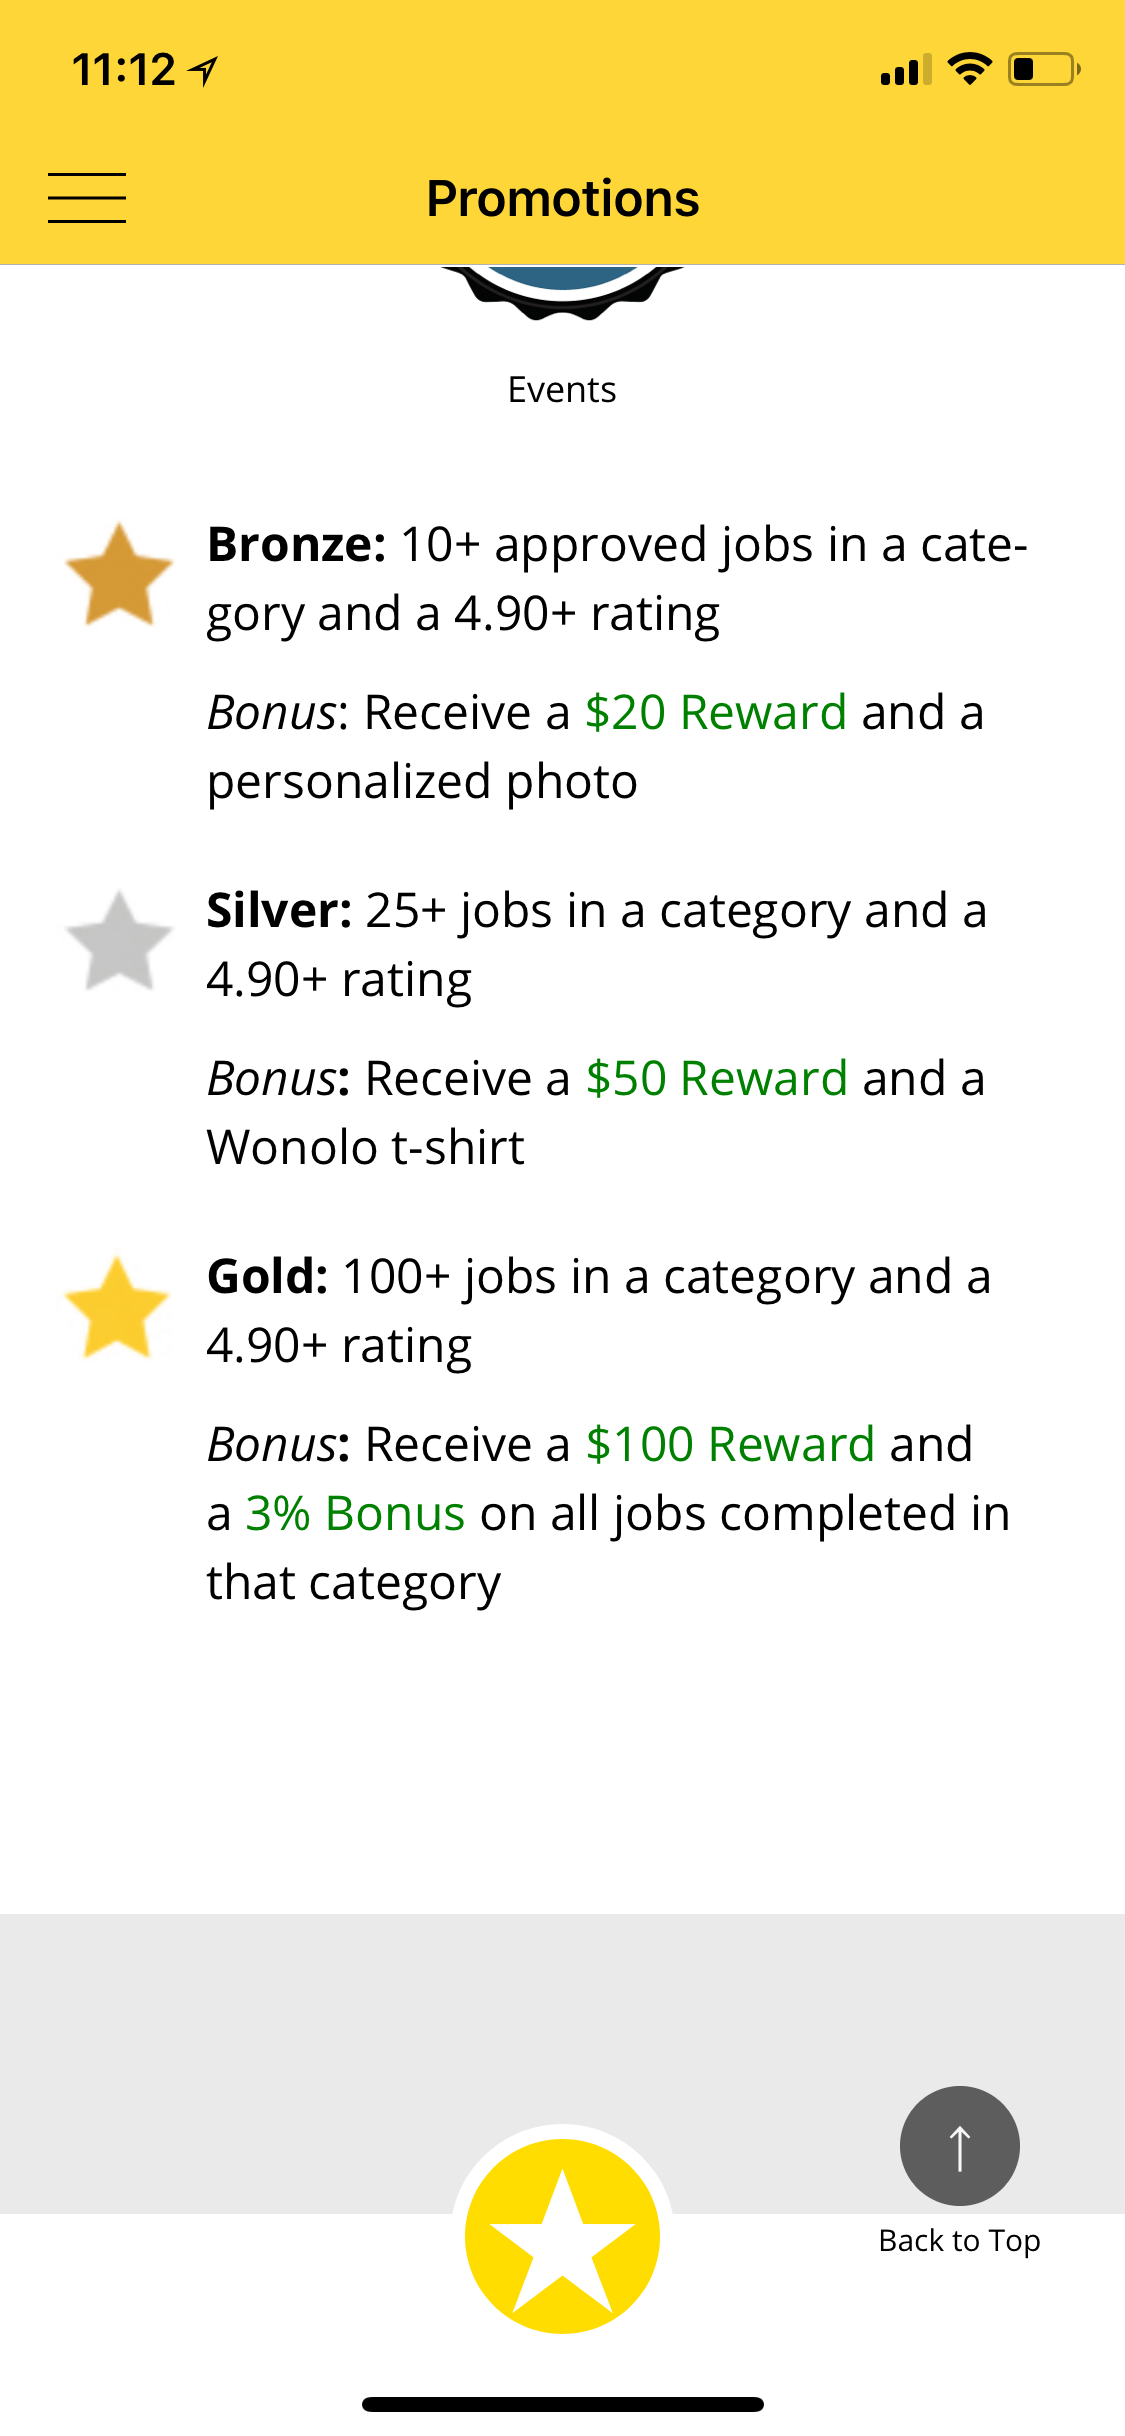 11:12
Promotions
Events
Bronze: 10+ approved jobs in a cate-
gory and a 4.90+ rating
Bonus: Receive a $20 Reward and a
personalized photo
Silver: 25+ jobs in a category and a
4.90+ rating
Bonus: Receive a $50 Reward and a
Wonolo t-shirt
Gold: 100+ jobs in a category and a
4.90+ rating
Bonus: Receive a $100 Reward and
a 3% Bonus on all jobs completed in
that category
Back to Top